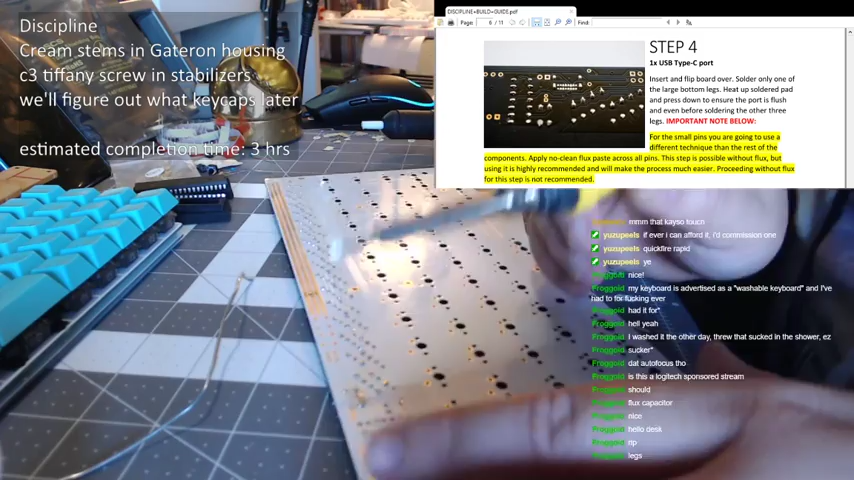 Discipline
Cream stems in Gateron housing
c3 tiffany screw in stabilizers
we'll figure out what keycaps later
estimated completion time: 3 hrs
DISCIPLINE+BUILD+GUIDE.pdf
Page: 6 / 11
Find:
STEP 4
1x USB Type-C port
Insert and flip board over. Solder only one of
the large bottom legs. Heat up soldered pad
and press down to ensure the port is flush
and even before soldering the other three
legs. IMPORTANT NOTE BELOW:
For the small pins you are going to use a
different technique than the rest of the
components. Apply no-clean flux paste across all pins. This step is possible without flux, but
using it is highly recommended and will make the process much easier. Proceeding without flux
for this step is not recommended.
mmm that kayso touch
yuzupeels if ever i can afford it, i'd commission one
yuzupeels quickfire rapid
yuzupeels ye
Froggold nice!
Froggold my keyboard is advertised as a "washable keyboard" and I've
had to for fucking ever
Froggold had it for*
Froggold hell yeah
Froggold I washed it the other day, threw that sucked in the shower, ez
Froggold sucker*
Froggold dat autofocus tho
Froggold is this a logitech sponsored stream
Froggold should
Froggold flux capacitor
Froggold nice
Froggold hello desk
Froggold rip
Froggold legs